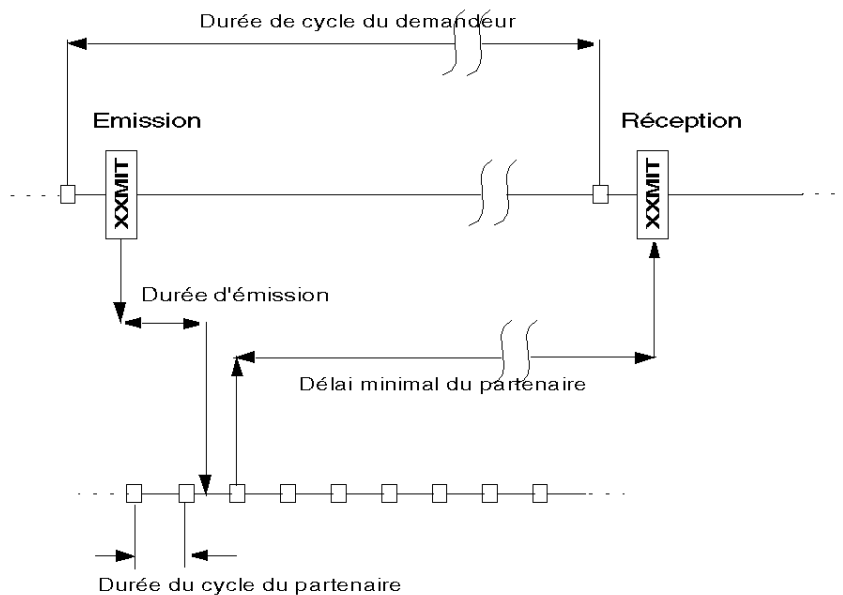 Durée de cycle du demandeur
Emission
Réception
XXMIT
XXMIT
Durée d'émission
Délai minimal du partenaire
Durée du cycle du partenaire